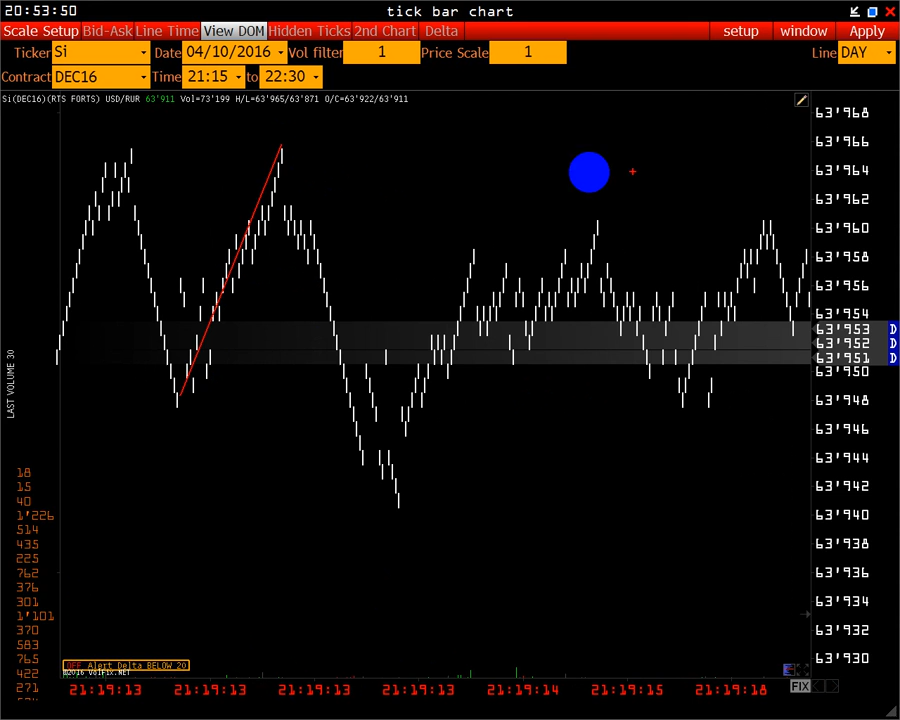 20:53:50 tick bar chart
Scale Setup Bid-Ask Line Time View DOM Hidden Ticks 2nd Chart Delta setup window Apply
Ticker Si Date 04/10/2016 Vol filter 1 Price Scale 1 Line DAY
Contract DEC16 Time 21:15 to 22:30
Si(DEC16)(RTS FORTS) USD/RUR 63'911 Vol=73'199 H/L=63'965/63'871 O/C=63'922/63'911
63'968
63'966
63'964
63'962
63'960
63'958
63'956
63'954
63'953 D
63'952 D
63'951 D
63'950
63'948
63'946
63'944
63'942
63'940
63'938
63'936
63'934
63'932
63'930
LAST VOLUME 30
18
15
40
1'226
514
435
225
762
376
301
1'101
370
583
765
422
271
OFF Alert Delta BELOW 20
©2016 VolFix.NET
FIX
21:19:13 21:19:13 21:19:13 21:19:13 21:19:14 21:19:15 21:19:18